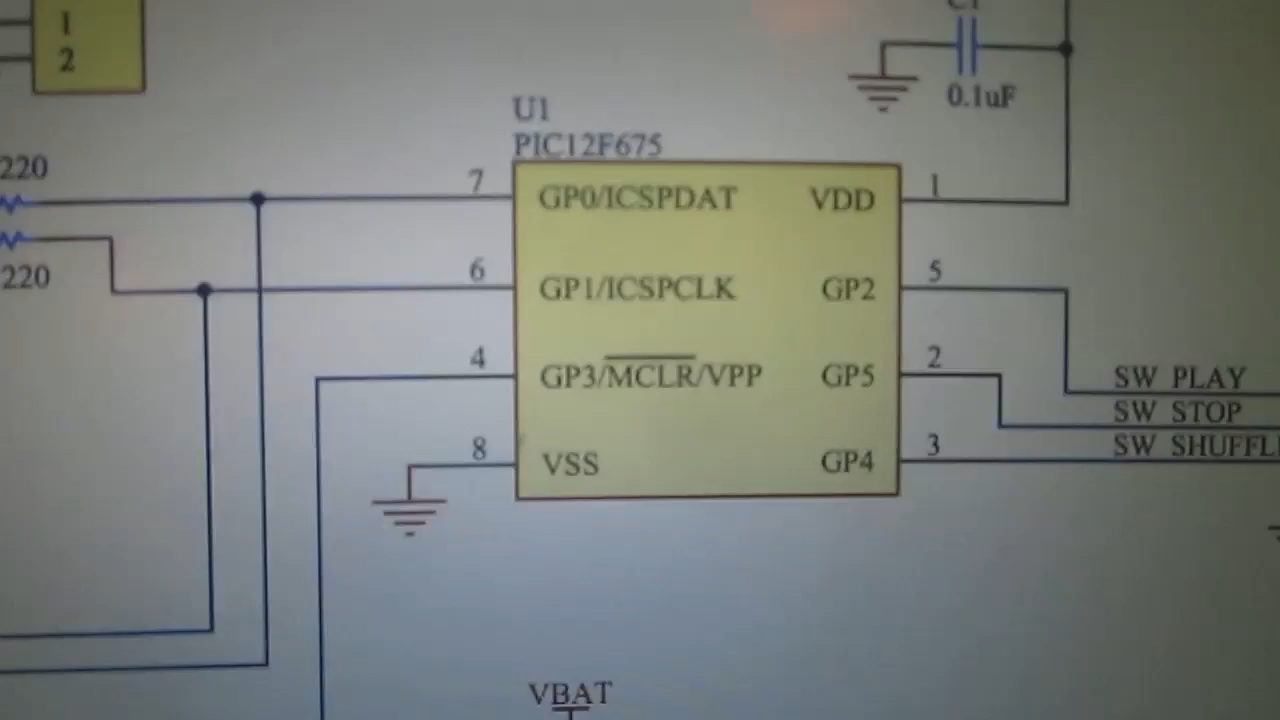 1
2
C1
0.1uF
U1
PIC12F675
220
220
7 GP0/ICSPDAT VDD 1
6 GP1/ICSPCLK GP2 5
4 GP3/MCLR/VPP GP5 2
8 VSS GP4 3
SW PLAY
SW STOP
SW
VBAT